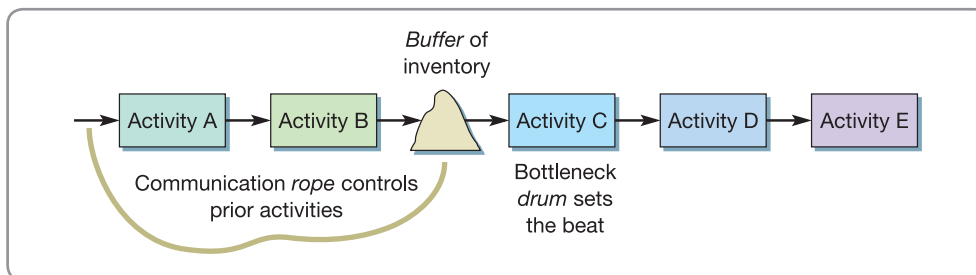 Buffer of
inventory
Activity A
Activity B
Activity C
Activity D
Activity E
Communication rope controls
prior activities
Bottleneck
drum sets
the beat